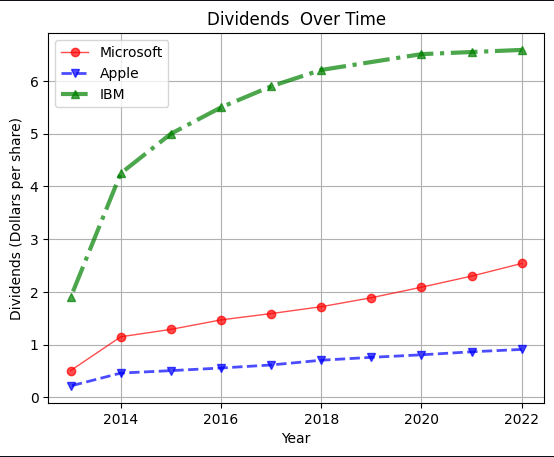 Dividends  Over Time
Microsoft
Apple
IBM
Dividends (Dollars per share)
6
5
4
3
2
1
0
2014 2016 2018 2020 2022
Year